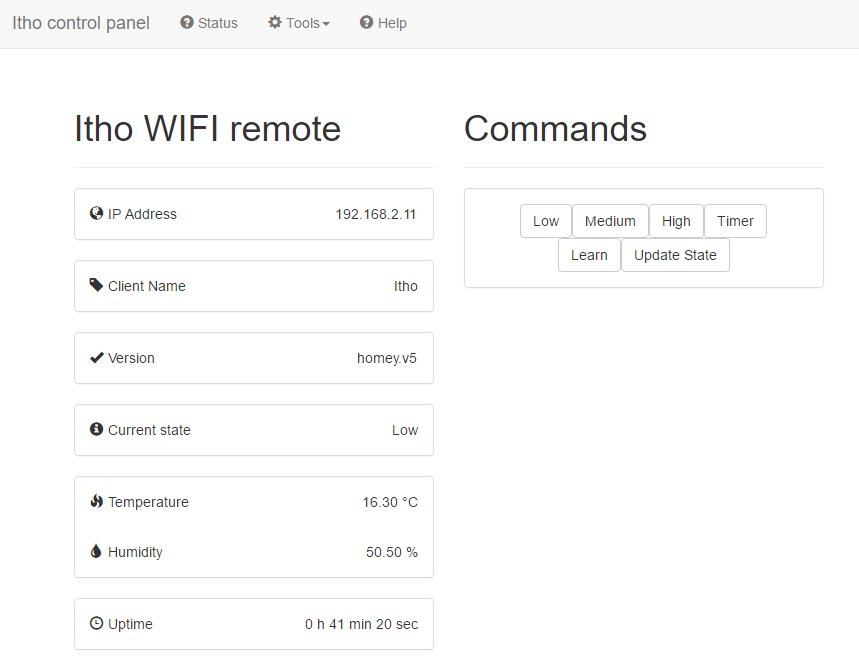 Itho control panel Status Tools Help
Itho WIFI remote
IP Address 192.168.2.11
Client Name Itho
Version homey.v5
Current state Low
Temperature 16.30 °C
Humidity 50.50 %
Uptime 0 h 41 min 20 sec
Commands
Low Medium High Timer
Learn Update State